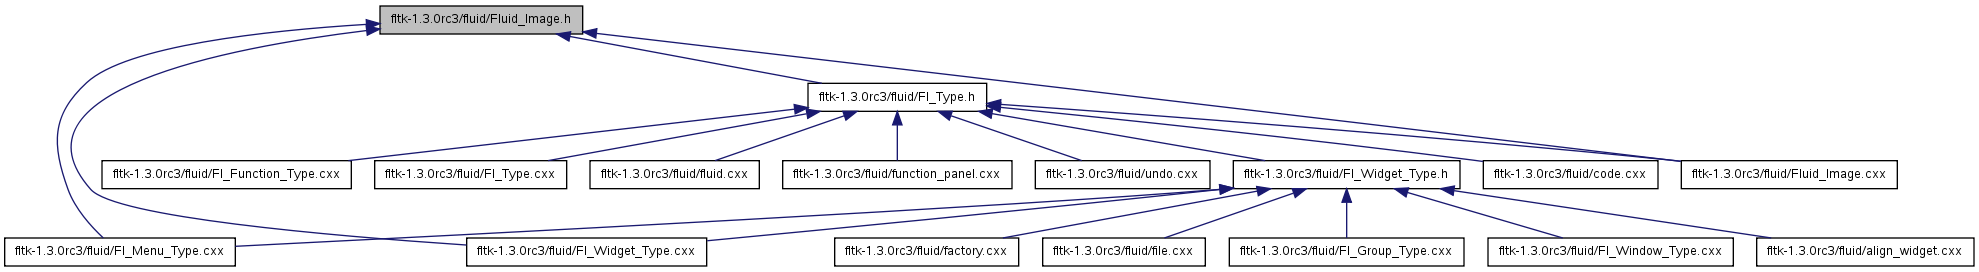 fltk-1.3.0rc3/fluid/Fluid_Image.h
fltk-1.3.0rc3/fluid/Fl_Type.h
fltk-1.3.0rc3/fluid/Fl_Function_Type.cxx
fltk-1.3.0rc3/fluid/Fl_Type.cxx
fltk-1.3.0rc3/fluid/fluid.cxx
fltk-1.3.0rc3/fluid/function_panel.cxx
fltk-1.3.0rc3/fluid/undo.cxx
fltk-1.3.0rc3/fluid/Fl_Widget_Type.h
fltk-1.3.0rc3/fluid/code.cxx
fltk-1.3.0rc3/fluid/Fluid_Image.cxx
fltk-1.3.0rc3/fluid/Fl_Menu_Type.cxx
fltk-1.3.0rc3/fluid/Fl_Widget_Type.cxx
fltk-1.3.0rc3/fluid/factory.cxx
fltk-1.3.0rc3/fluid/file.cxx
fltk-1.3.0rc3/fluid/Fl_Group_Type.cxx
fltk-1.3.0rc3/fluid/Fl_Window_Type.cxx
fltk-1.3.0rc3/fluid/align_widget.cxx